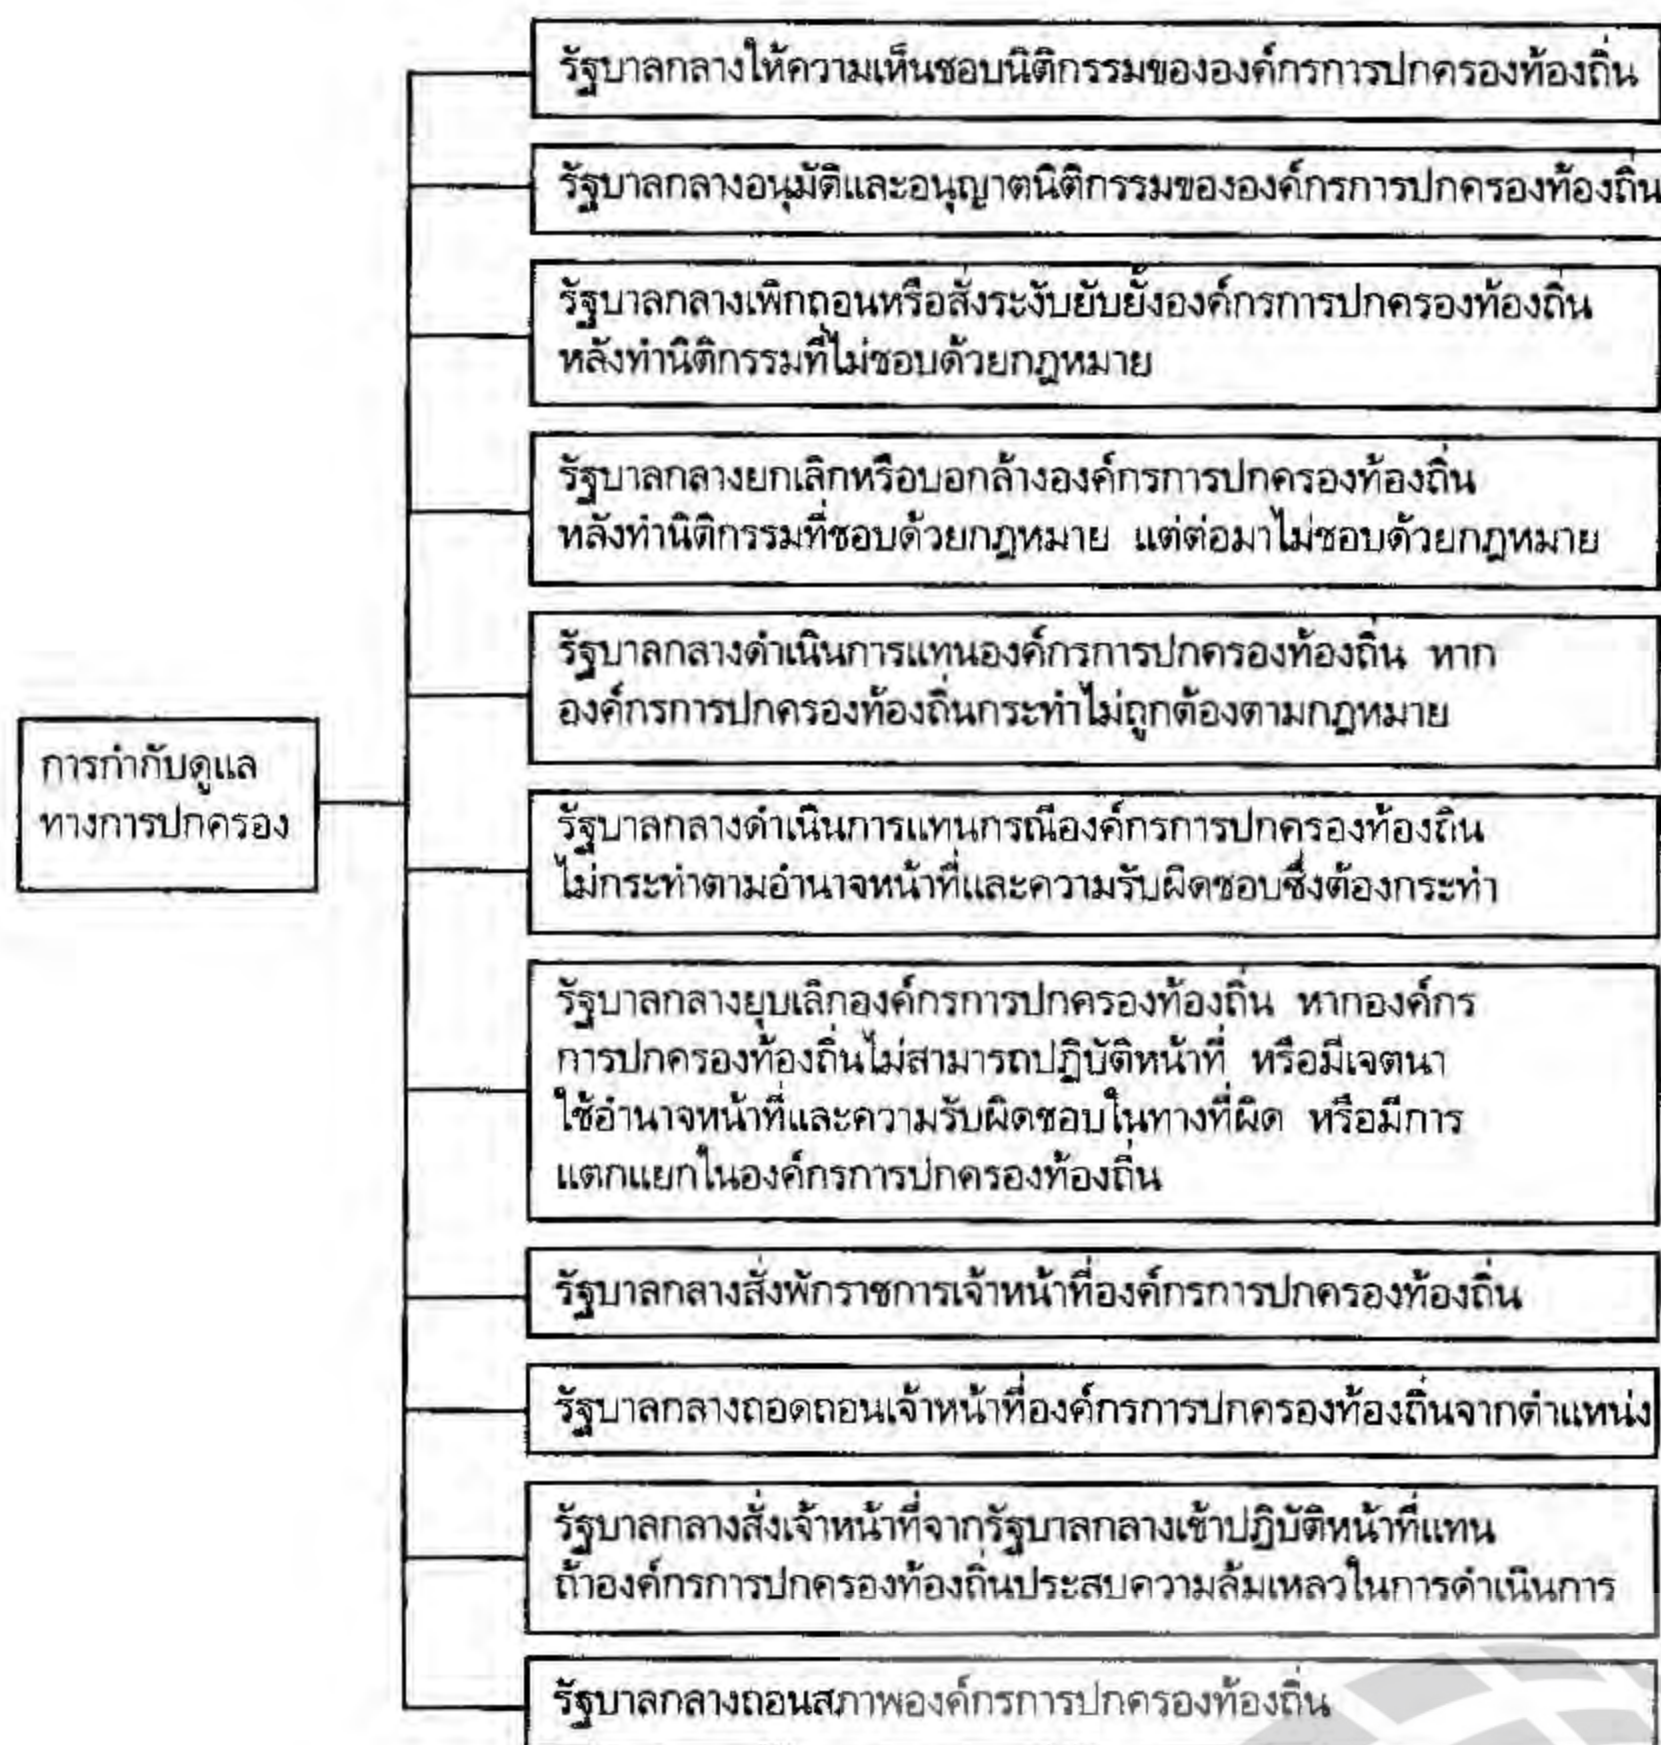 รัฐบาลกลางให้ความเห็นชอบนิติกรรมขององค์กรการปกครองท้องถิ่น
รัฐบาลกลางอนุมัติและอนุญาตนิติกรรมขององค์กรการปกครองท้องถิ่น
รัฐบาลกลางเพิกถอนหรือสั่งระงับยับยั้งองค์กรการปกครองท้องถิ่น
หลังทำนิติกรรมที่ไม่ชอบด้วยกฎหมาย
รัฐบาลกลางยกเลิกหรือบอกล้างองค์กรการปกครองท้องถิ่น
หลังทำนิติกรรมที่ชอบด้วยกฎหมาย แต่ต่อมาไม่ชอบด้วยกฎหมาย
รัฐบาลกลางดำเนินการแทนองค์กรการปกครองท้องถิ่น หาก
องค์กรการปกครองท้องถิ่นกระทำไม่ถูกต้องตามกฎหมาย
การกำกับดูแล
ทางการปกครอง
รัฐบาลกลางดำเนินการแทนกรณีองค์กรการปกครองท้องถิ่น
ไม่กระทำตามอำนาจหน้าที่และความรับผิดชอบซึ่งต้องกระทำ
รัฐบาลกลางยุบเลิกองค์กรการปกครองท้องถิ่น หากองค์กร
การปกครองท้องถิ่นไม่สามารถปฏิบัติหน้าที่ หรือมีเจตนา
ใช้อำนาจหน้าที่และความรับผิดชอบในทางที่ผิด หรือมีการ
แตกแยกในองค์กรการปกครองท้องถิ่น
รัฐบาลกลางสั่งพักราชการเจ้าหน้าที่องค์กรการปกครองท้องถิ่น
รัฐบาลกลางถอดถอนเจ้าหน้าที่องค์กรการปกครองท้องถิ่นจากตำแหน่ง
รัฐบาลกลางสั่งเจ้าหน้าที่จากรัฐบาลกลางเข้าปฏิบัติหน้าที่แทน
ถ้าองค์กรการปกครองท้องถิ่นประสบความล้มเหลวในการดำเนินการ
รัฐบาลกลางถอนสภาพองค์กรการปกครองท้องถิ่น